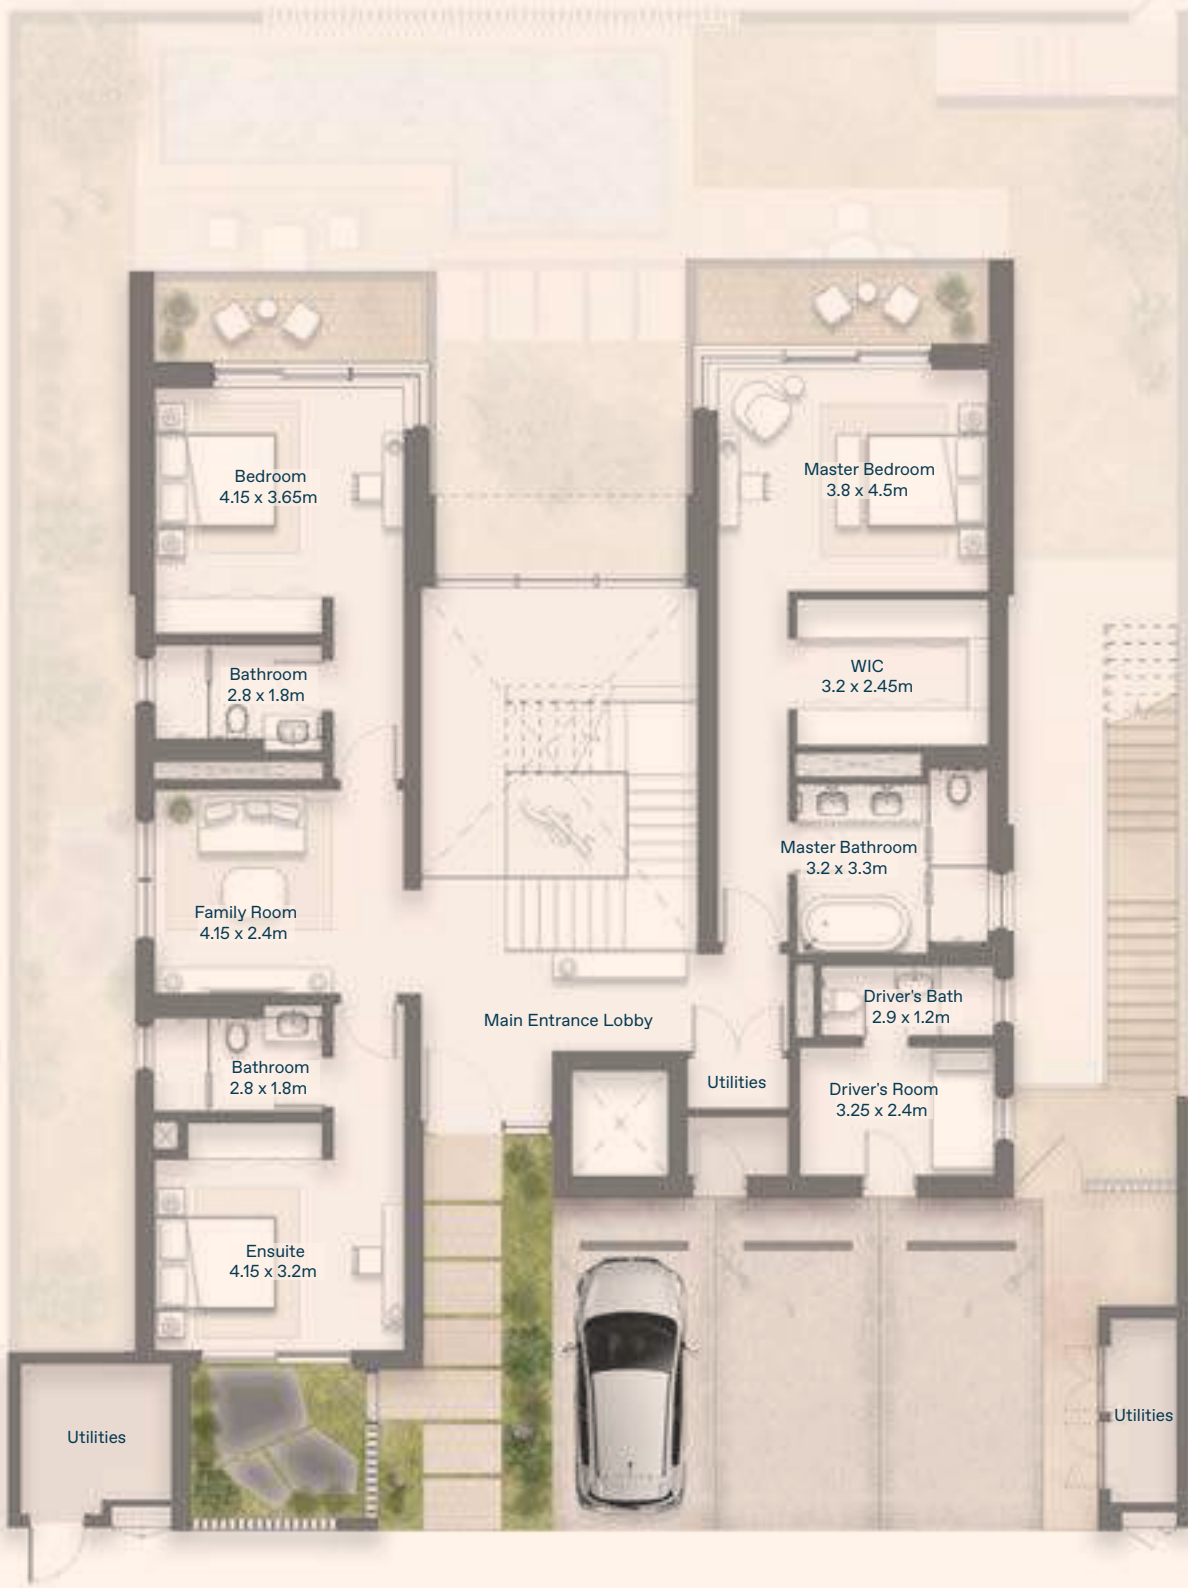 Bedroom
4.15 x 3.65m
Master Bedroom
3.8 x 4.5m
Bathroom
2.8 x 1.8m
WIC
3.2 x 2.45m
Master Bathroom
3.2 x 3.3m
Family Room
4.15 x 2.4m
Driver's Bath
2.9 x 1.2m
Main Entrance Lobby
Bathroom
2.8 x 1.8m
Utilities
Driver's Room
3.25 x 2.4m
Ensuite
4.15 x 3.2m
Utilities
Utilities